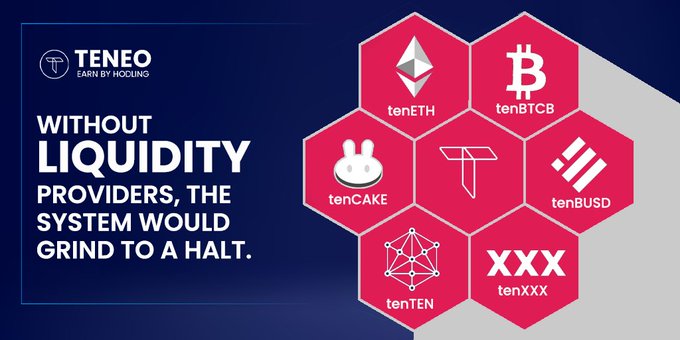 TENEO
EARN BY HODLING
WITHOUT
LIQUIDITY
PROVIDERS, THE
SYSTEM WOULD
GRIND TO A HALT.
tenETH
tenBTCB
tenCAKE
tenBUSD
tenTEN
XXX
tenXXX